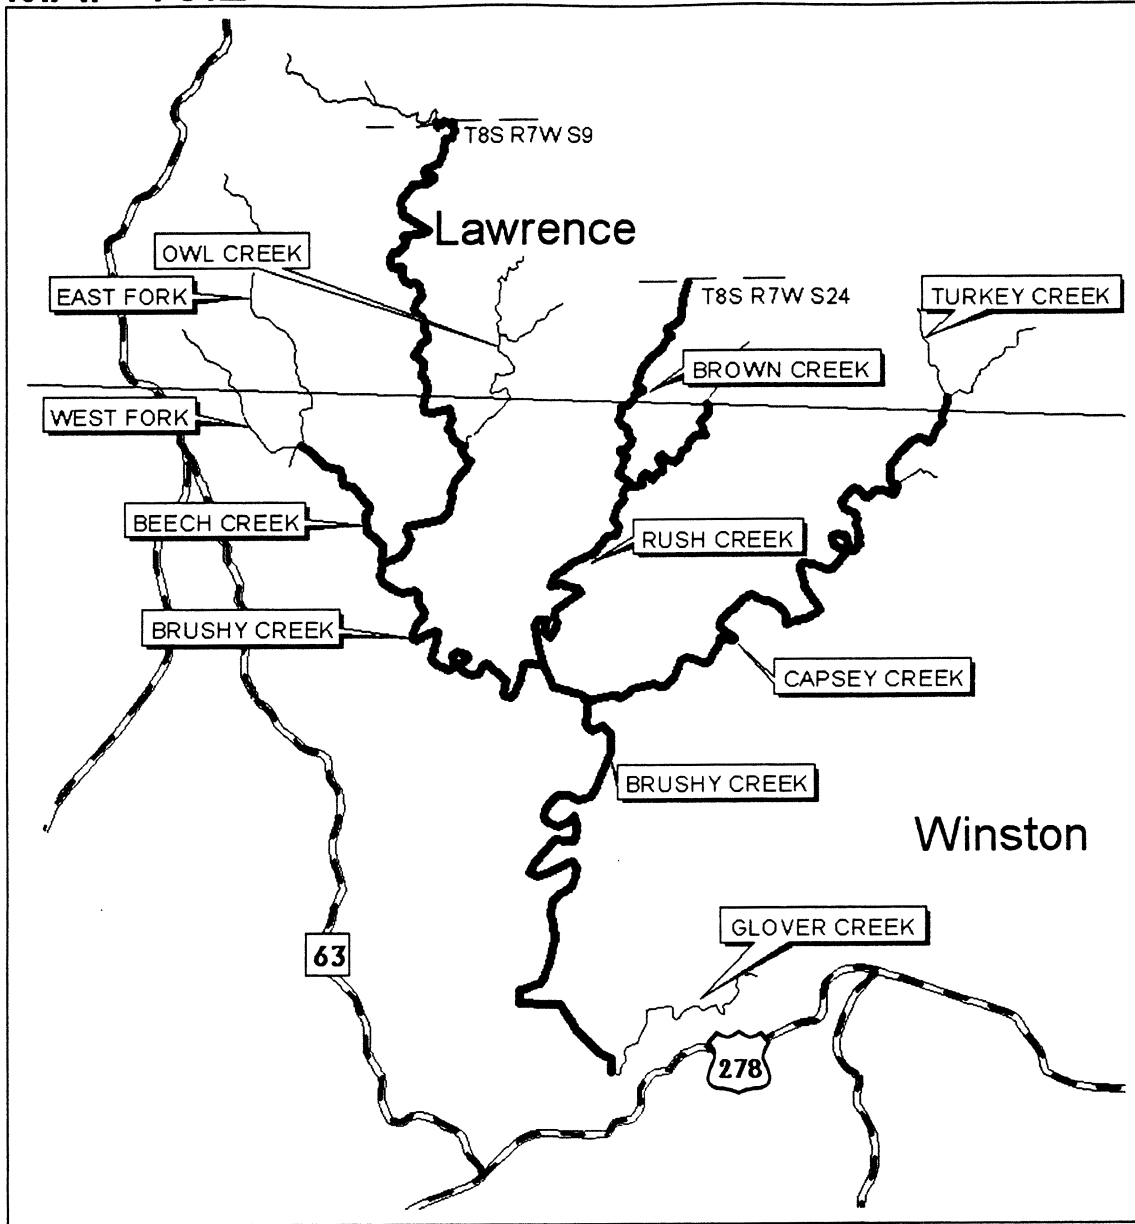 T8S R7W S9
Lawrence
OWL CREEK
EAST FORK
T8S R7W S24
TURKEY CREEK
BROWN CREEK
WEST FORK
BEECH CREEK
RUSH CREEK
BRUSHY CREEK
CAPSEY CREEK
BRUSHY CREEK
Winston
GLOVER CREEK
63
278